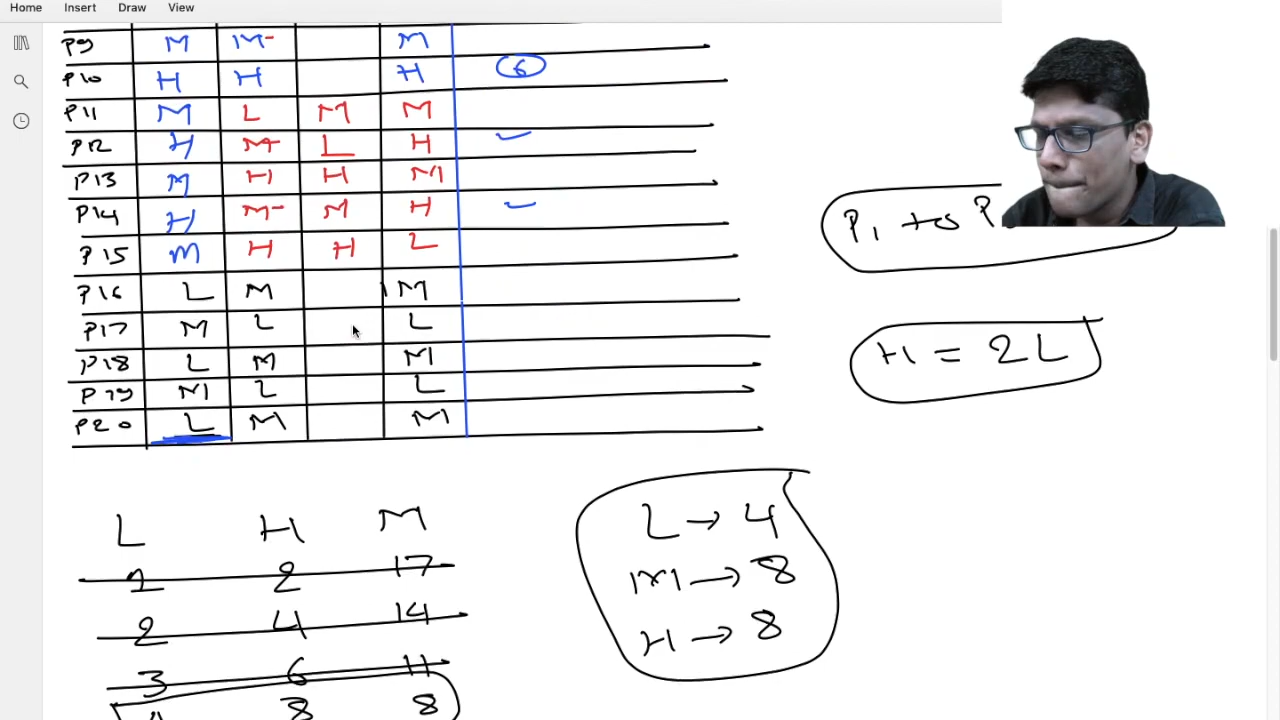 Home Insert Draw View
P9 M M- M
P10 H H H 6
P11 M L M M
P12 H M L H
P13 M H H M
P14 H M- M H
P15 M H H L
P16 L M M
P17 M L L
P18 L M M
P19 M L L
P20 L M M
P1 to P
H = 2L
L H M
1 2 17
2 4 14
3 6 11
4 8 8
L → 4
M → 8
H → 8